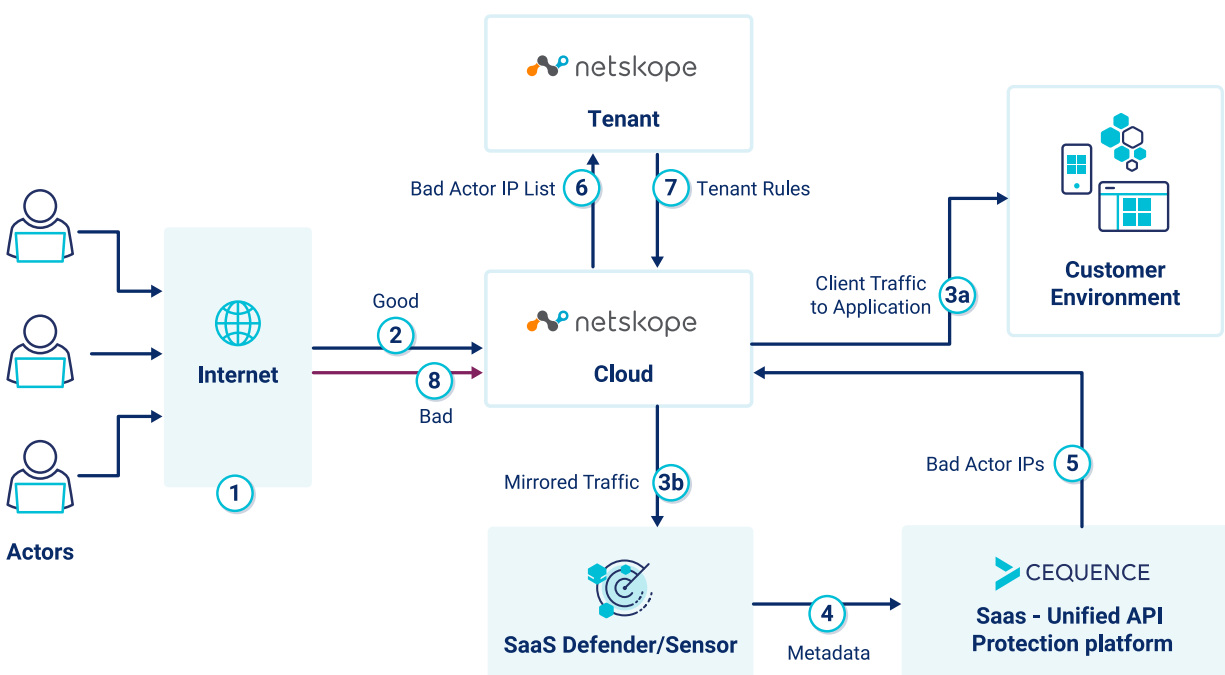 netskope
Tenant
Bad Actor IP List
6
7
Tenant Rules
Customer
Environment
Client Traffic
to Application
3a
netskope
Cloud
Good
2
8
Bad
Internet
1
Actors
Mirrored Traffic
3b
Bad Actor IPs
5
SaaS Defender/Sensor
4
Metadata
CEQUENCE
Saas - Unified API
Protection platform